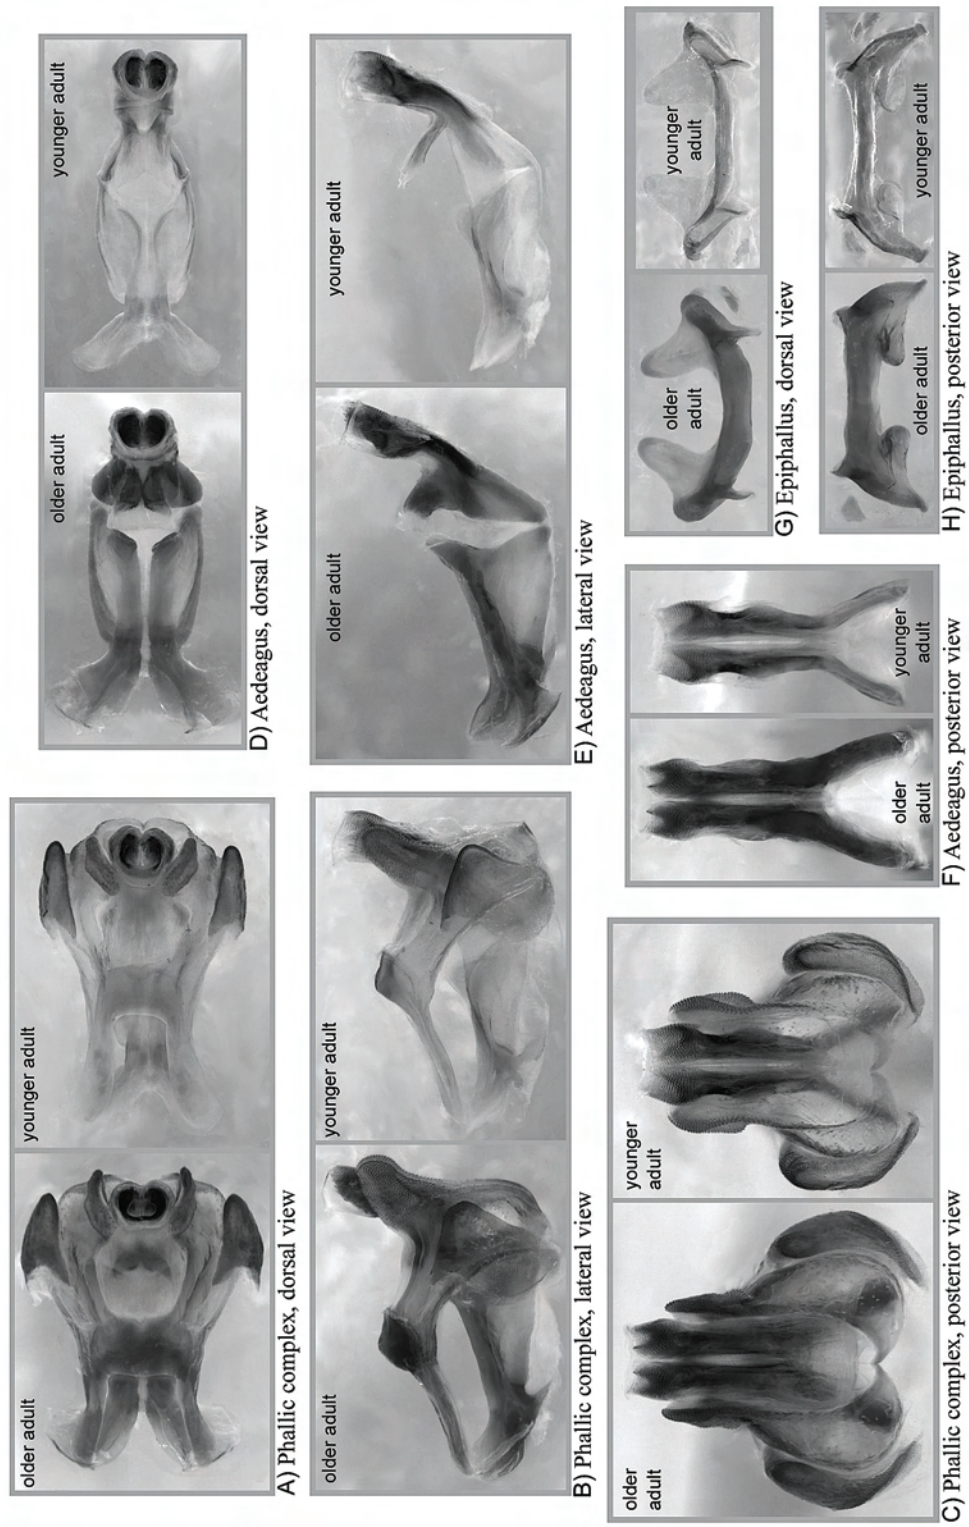 older adult
younger adult
A) Phallic complex, dorsal view
older adult
younger adult
B) Phallic complex, lateral view
older
adult
younger
adult
C) Phallic complex, posterior view
older adult
younger adult
D) Aedeagus, dorsal view
older adult
younger adult
E) Aedeagus, lateral view
older
adult
younger
adult
F) Aedeagus, posterior view
older
adult
younger
adult
G) Epiphallus, dorsal view
older adult
younger adult
H) Epiphallus, posterior view